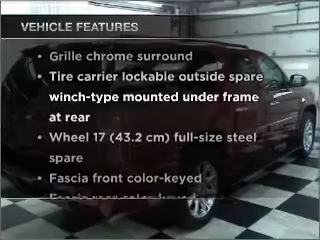 VEHICLE FEATURES
• Grille chrome surround
• Tire carrier lockable outside spare
winch-type mounted under frame
at rear
• Wheel 17 (43.2 cm) full-size steel
spare
• Fascia front color-keyed